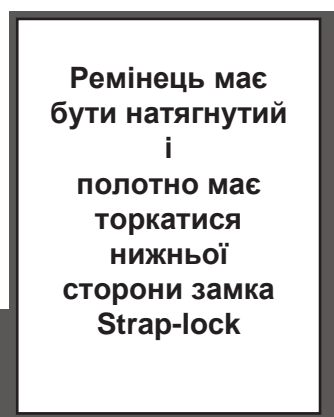 Ремінець має
бути натягнутий
і
полотно має
торкатися
нижньої
сторони замка
Strap-lock